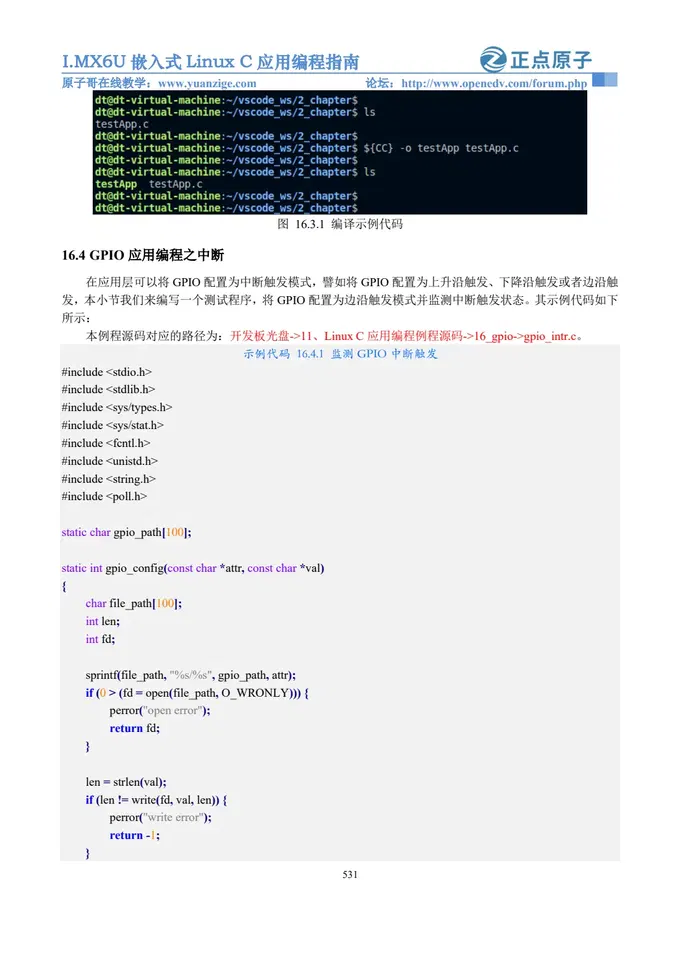 I.MX6U 嵌入式 Linux C 应用编程指南
正点原子
原子哥在线教学：www.yuanzige.com 论坛：http://www.openedv.com/forum.php
dt@dt-virtual-machine:~/vscode_ws/2_chapter$
dt@dt-virtual-machine:~/vscode_ws/2_chapter$ ls
testApp.c
dt@dt-virtual-machine:~/vscode_ws/2_chapter$
dt@dt-virtual-machine:~/vscode_ws/2_chapter$ ${CC} -o testApp testApp.c
dt@dt-virtual-machine:~/vscode_ws/2_chapter$
dt@dt-virtual-machine:~/vscode_ws/2_chapter$ ls
testApp testApp.c
dt@dt-virtual-machine:~/vscode_ws/2_chapter$
dt@dt-virtual-machine:~/vscode_ws/2_chapter$
图 16.3.1 编译示例代码
16.4 GPIO 应用编程之中断
在应用层可以将 GPIO 配置为中断触发模式，譬如将 GPIO 配置为上升沿触发、下降沿触发或者边沿触
发，本小节我们来编写一个测试程序，将 GPIO 配置为边沿触发模式并监测中断触发状态。其示例代码如下
所示：
本例程源码对应的路径为：开发板光盘->11、Linux C 应用编程例程源码->16_gpio->gpio_intr.c。
示例代码 16.4.1 监测 GPIO 中断触发
#include <stdio.h>
#include <stdlib.h>
#include <sys/types.h>
#include <sys/stat.h>
#include <fcntl.h>
#include <unistd.h>
#include <string.h>
#include <poll.h>
static char gpio_path[100];
static int gpio_config(const char *attr, const char *val)
{
char file_path[100];
int len;
int fd;
sprintf(file_path, "%s/%s", gpio_path, attr);
if (0 > (fd = open(file_path, O_WRONLY))) {
perror("open error");
return fd;
}
len = strlen(val);
if (len != write(fd, val, len)) {
perror("write error");
return -1;
}
531